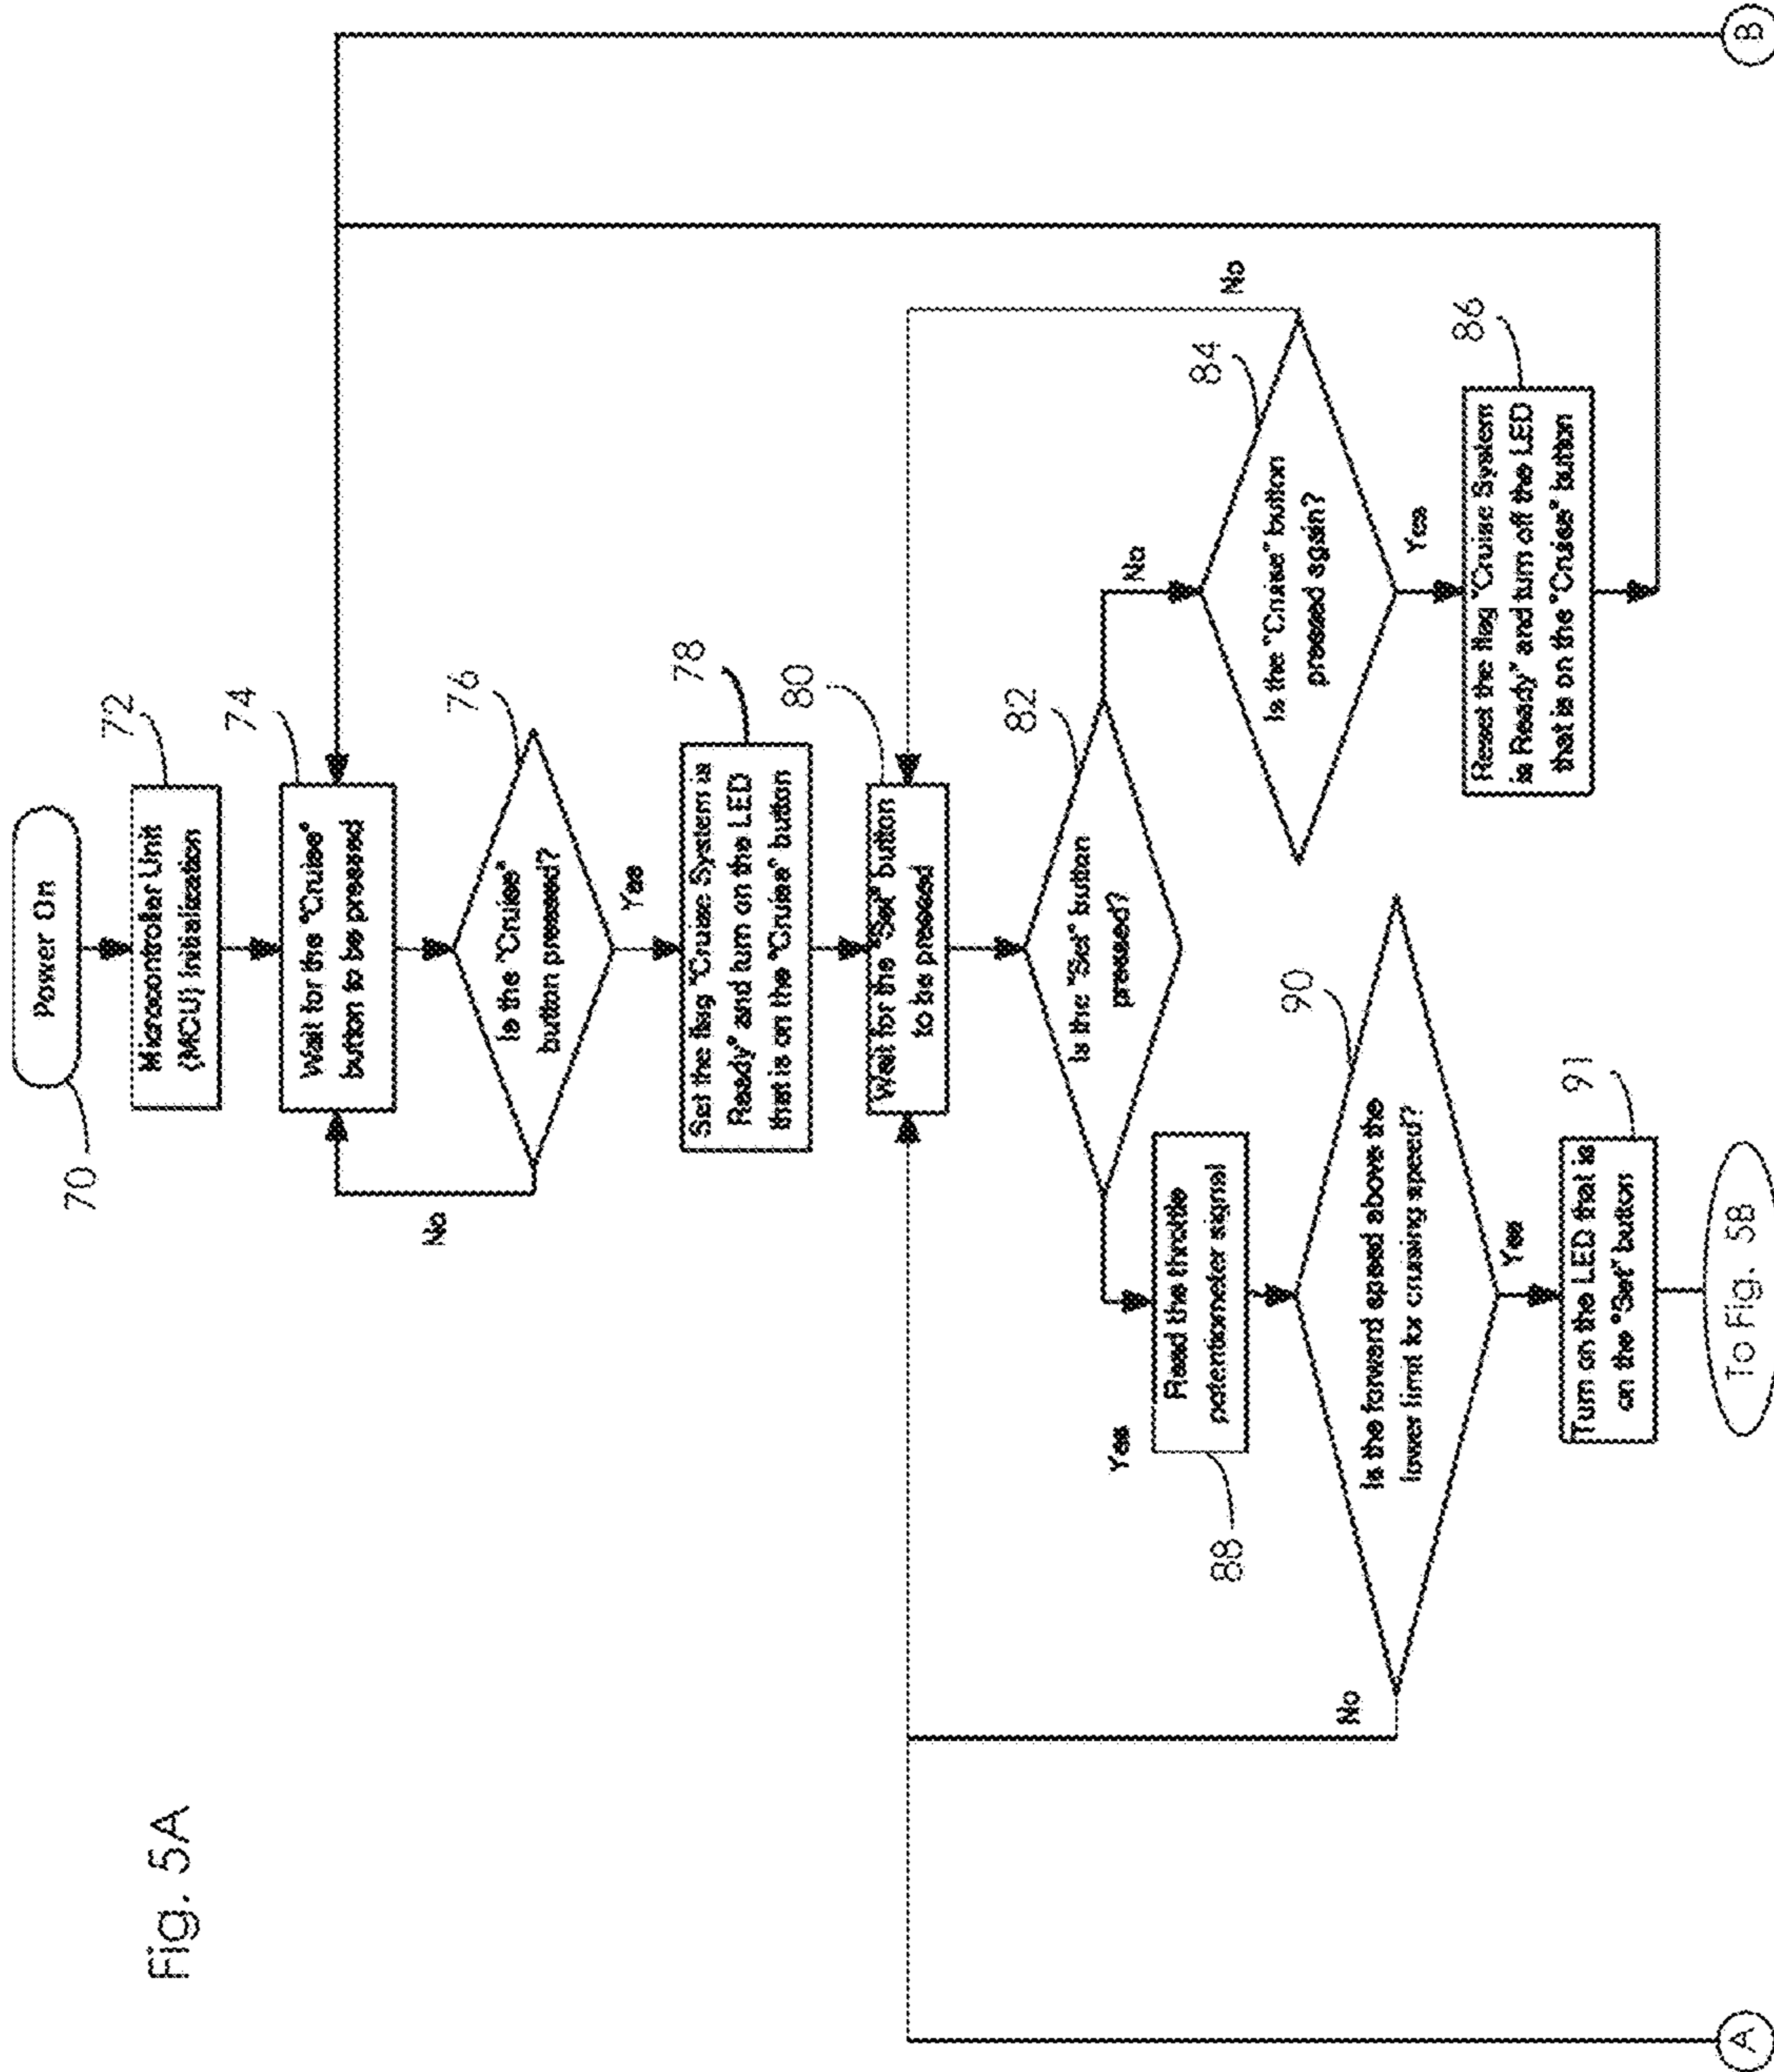 Fig. 5A
Power On
70
Microcontroller Unit
(MCU) Initialization
72
Wait for the "Cruise"
button to be pressed
74
Is the "Cruise"
button pressed?
76
No
Yes
Set the flag "Cruise System is
Ready" and turn on the LED
that is on the "Cruise" button
78
Wait for the "Set" button
to be pressed
80
Is the "Set" button
pressed?
82
Yes
No
Read the throttle
potentiometer signal
88
Is the "Cruise" button
pressed again?
84
No
Yes
Is the forward speed above the
lower limit for cruising speed?
90
No
Yes
Reset the flag "Cruise System
is Ready" and turn off the LED
that is on the "Cruise" button
86
Turn on the LED that is
on the "Set" button
91
To Fig. 5B
A
B